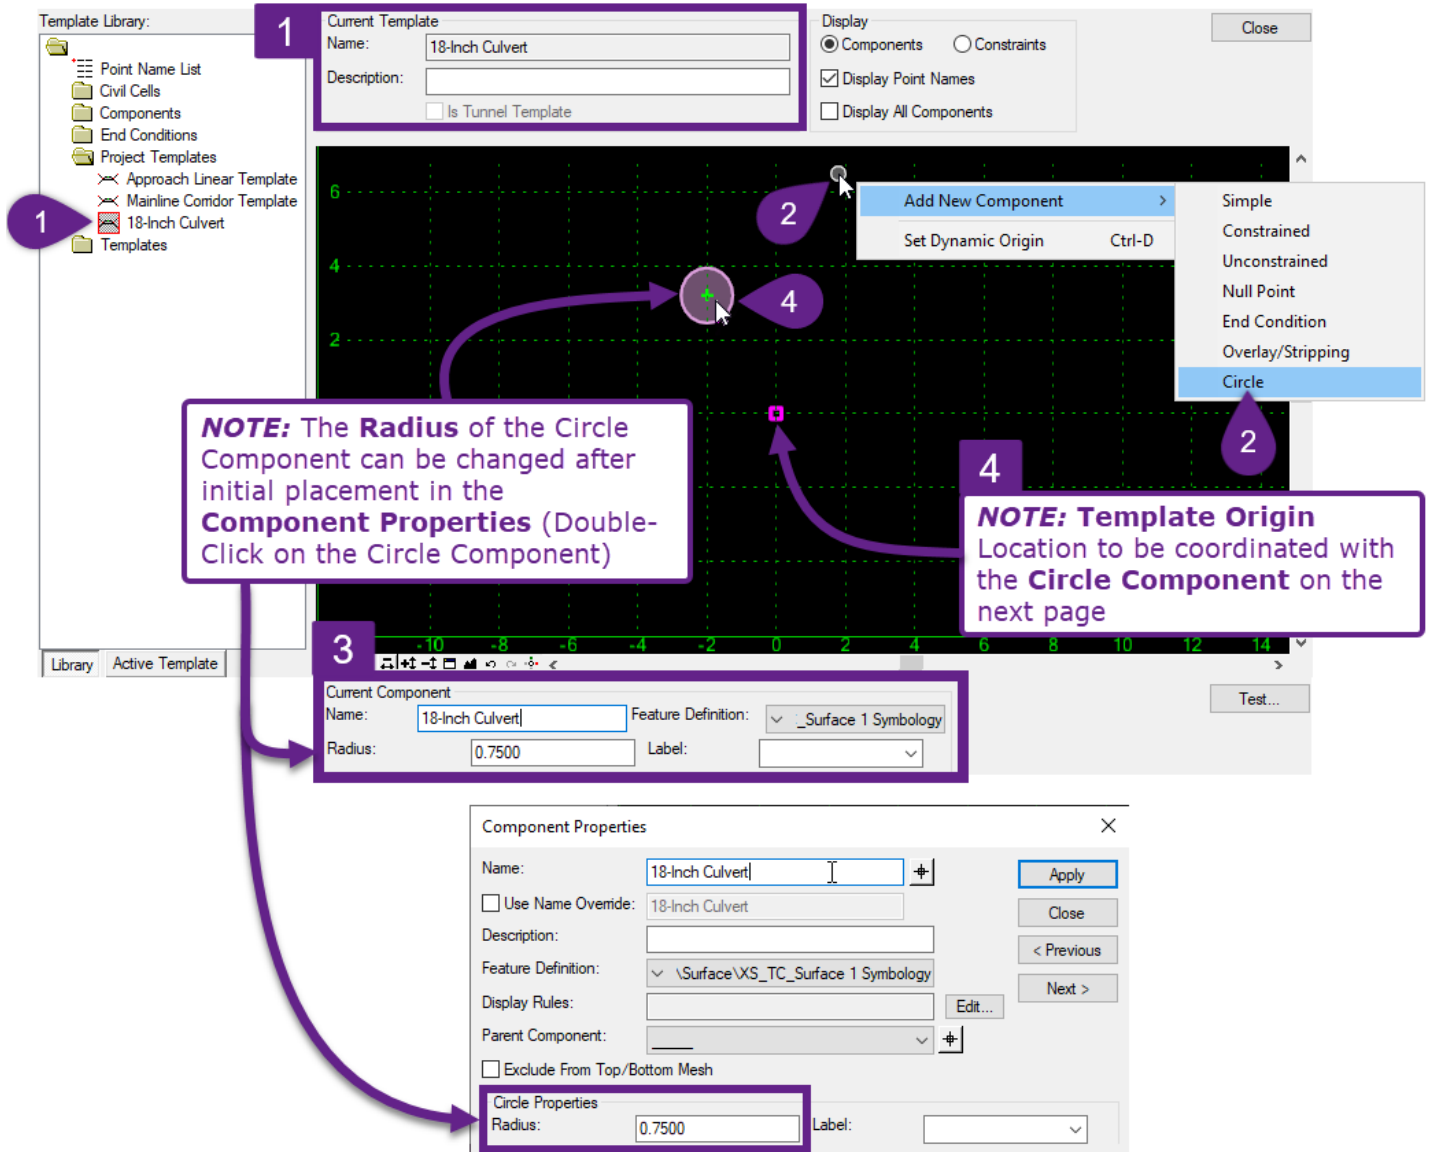 Template Library:
Point Name List
Civil Cells
Components
End Conditions
Project Templates
Approach Linear Template
Mainline Corridor Template
18-Inch Culvert
Templates
1
1
Current Template
Name: 18-Inch Culvert
Description:
Is Tunnel Template
Display
Components Constraints
Display Point Names
Display All Components
Close
6
4
2
2
Add New Component >
Set Dynamic Origin Ctrl-D
Simple
Constrained
Unconstrained
Null Point
End Condition
Overlay/Stripping
Circle
2
4
NOTE: The Radius of the Circle
Component can be changed after
initial placement in the
Component Properties (Double-
Click on the Circle Component)
4
NOTE: Template Origin
Location to be coordinated with
the Circle Component on the
next page
-10 -8 -6 -4 -2 0 2 4 6 8 10 12 14
Library Active Template
3
Current Component
Name: 18-Inch Culvert Feature Definition: _Surface 1 Symbology
Radius: 0.7500 Label:
Test...
Component Properties
Name: 18-Inch Culvert
Apply
Use Name Override: 18-Inch Culvert
Close
Description:
< Previous
Feature Definition: \Surface\XS_TC_Surface 1 Symbology
Next >
Display Rules: Edit...
Parent Component:
Exclude From Top/Bottom Mesh
Circle Properties
Radius: 0.7500 Label: